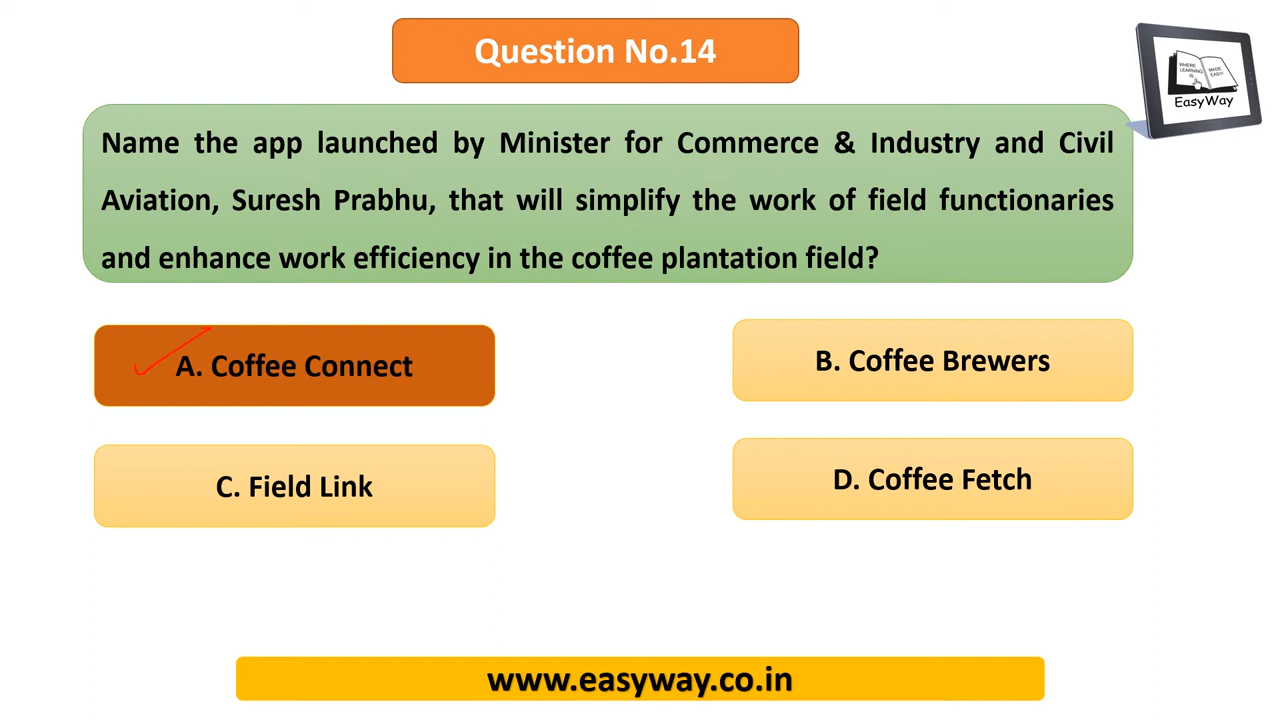 Question No.14
WHERE
LEARNING
IS
MADE
EASY!
EasyWay
Name the app launched by Minister for Commerce & Industry and Civil
Aviation, Suresh Prabhu, that will simplify the work of field functionaries
and enhance work efficiency in the coffee plantation field?
A. Coffee Connect
B. Coffee Brewers
C. Field Link
D. Coffee Fetch
www.easyway.co.in